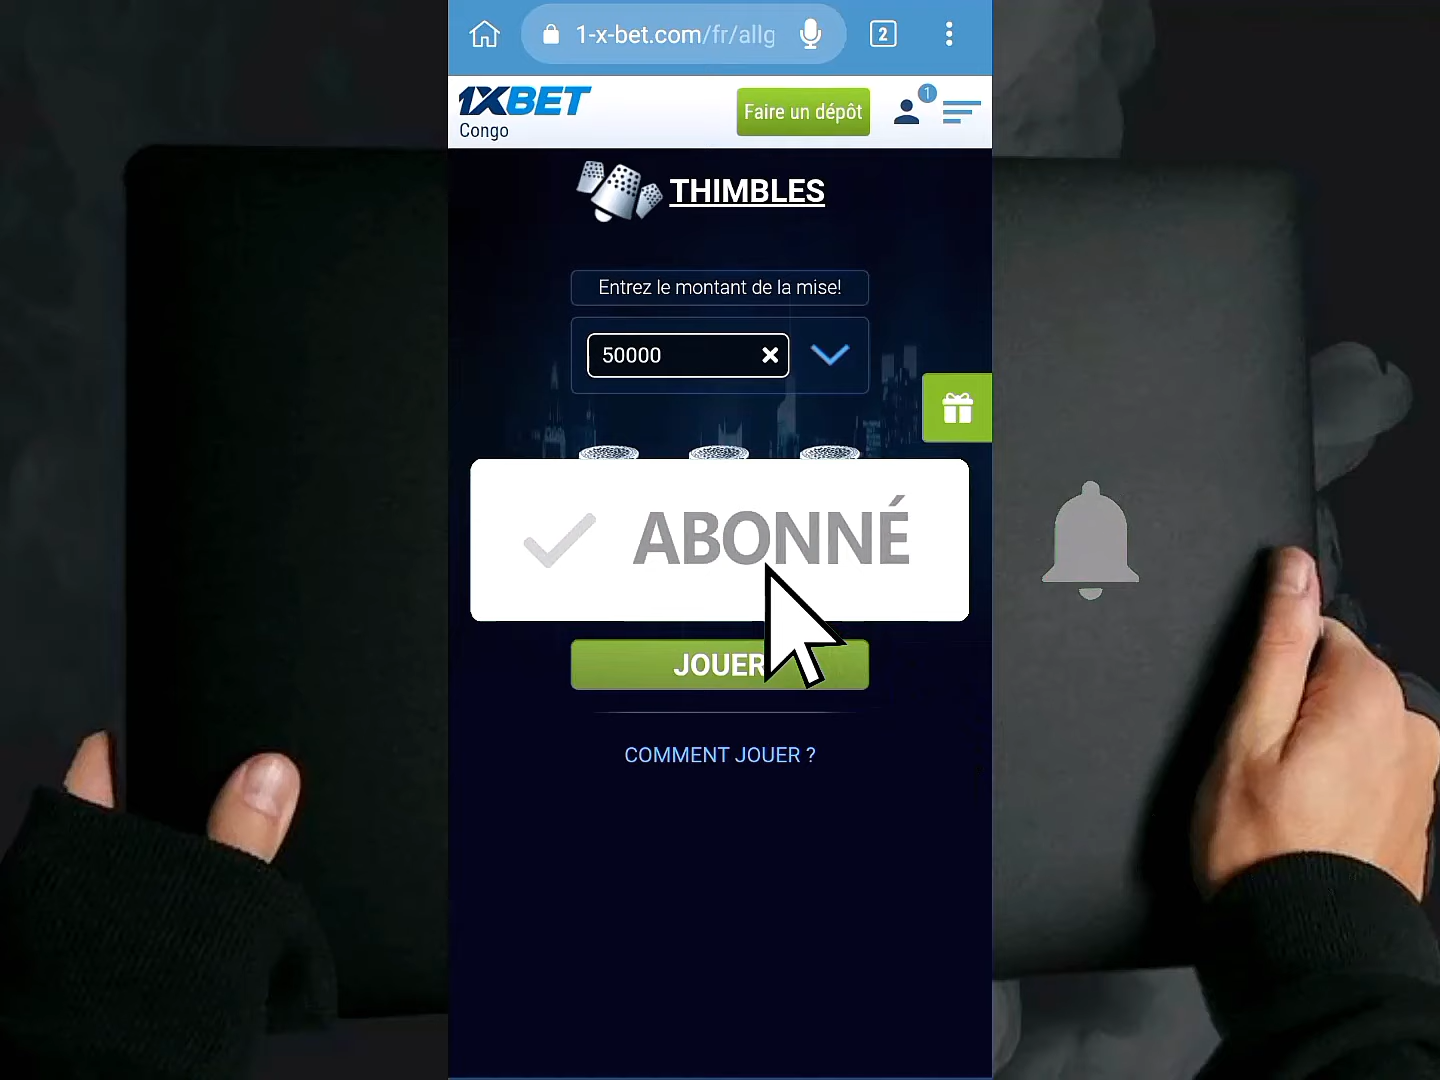 1-x-bet.com/fr/allg
2
1XBET
Congo
Faire un dépôt
1
THIMBLES
Entrez le montant de la mise!
50000
ABONNÉ
JOUER
COMMENT JOUER ?